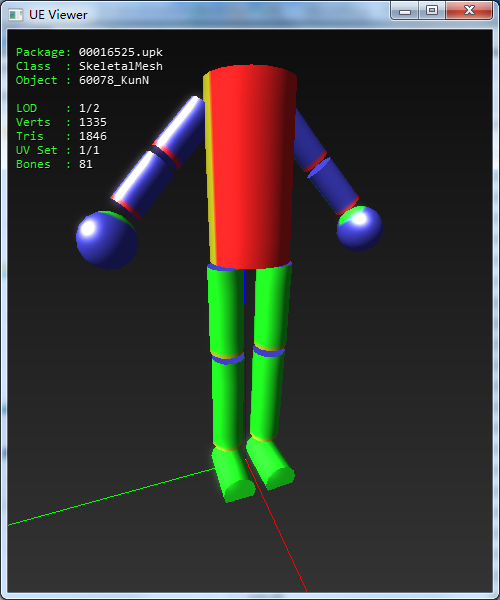 UE Viewer
Package: 00016525.upk
Class  : SkeletalMesh
Object : 60078_KunN
LOD    : 1/2
Verts  : 1335
Tris   : 1846
UV Set : 1/1
Bones  : 81